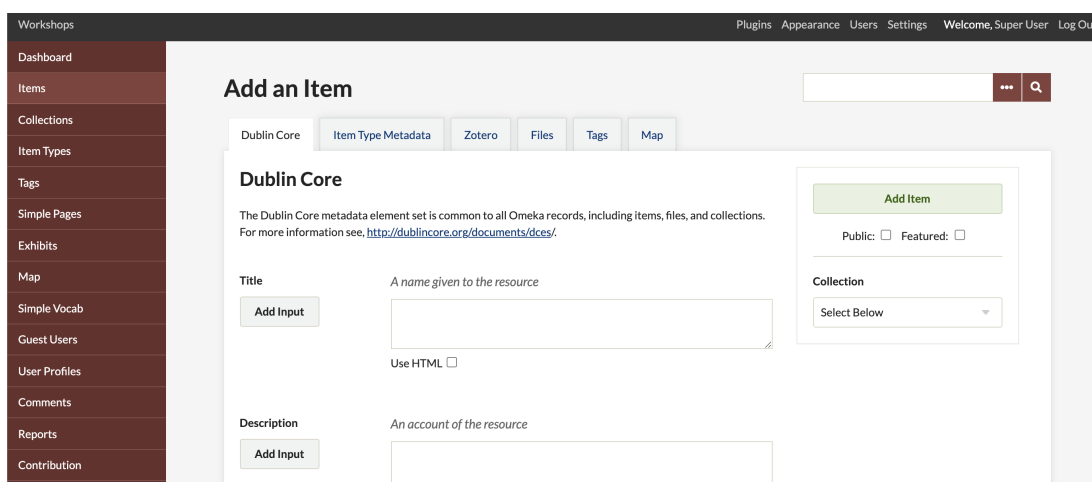 Workshops
Plugins Appearance Users Settings Welcome, Super User Log Ou
Dashboard
Items
Collections
Item Types
Tags
Simple Pages
Exhibits
Map
Simple Vocab
Guest Users
User Profiles
Comments
Reports
Contribution
Add an Item
Dublin Core Item Type Metadata Zotero Files Tags Map
Dublin Core
The Dublin Core metadata element set is common to all Omeka records, including items, files, and collections.
For more information see, http://dublincore.org/documents/dces/.
Title
A name given to the resource
Add Input
Use HTML
Description
An account of the resource
Add Input
Add Item
Public: Featured:
Collection
Select Below